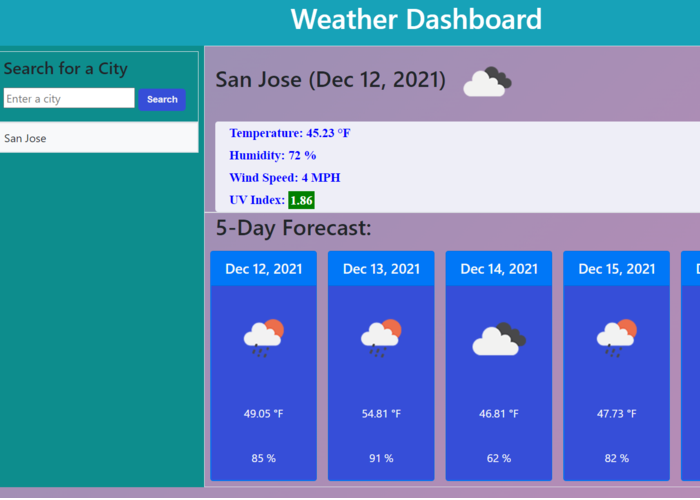 Weather Dashboard
Search for a City
Enter a city
Search
San Jose
San Jose (Dec 12, 2021)
Temperature: 45.23 °F
Humidity: 72 %
Wind Speed: 4 MPH
UV Index: 1.86
5-Day Forecast:
Dec 12, 2021
49.05 °F
85 %
Dec 13, 2021
54.81 °F
91 %
Dec 14, 2021
46.81 °F
62 %
Dec 15, 2021
47.73 °F
82 %